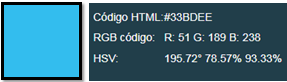 Código HTML:#33BDEE
RGB código: R: 51 G: 189 B: 238
HSV: 195.72° 78.57% 93.33%